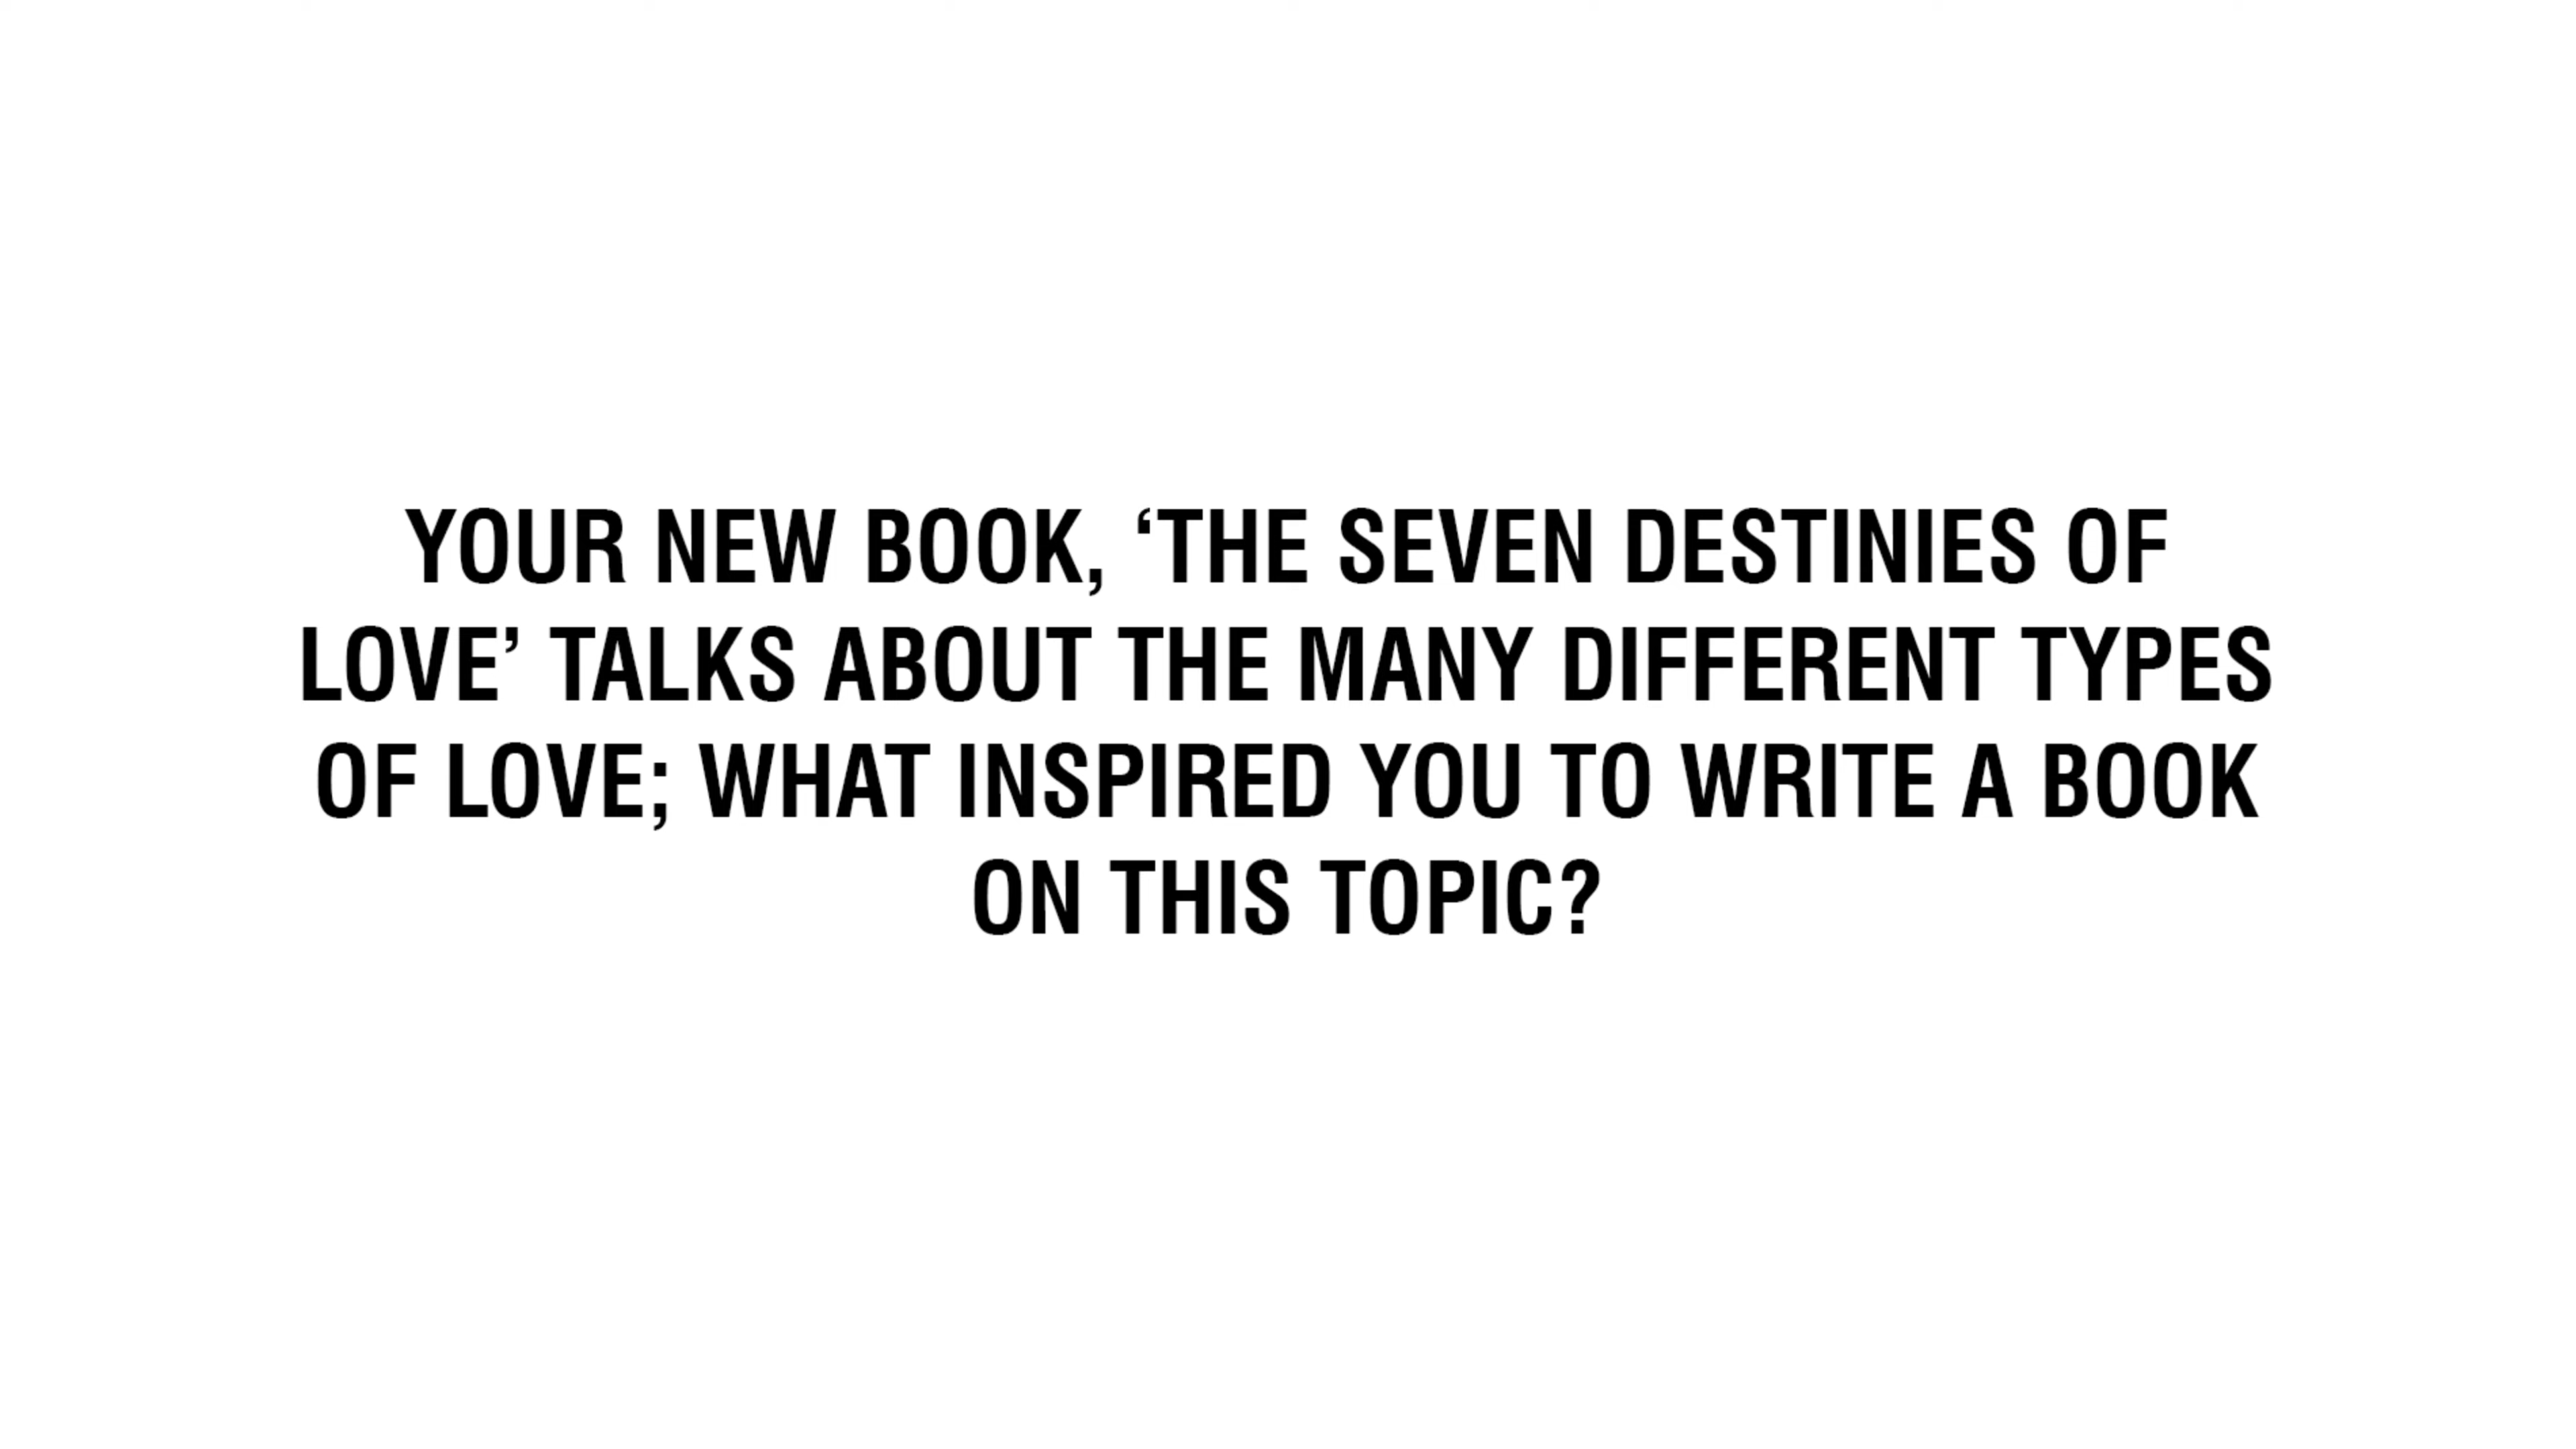 YOUR NEW BOOK, ‘THE SEVEN DESTINIES OF
LOVE’ TALKS ABOUT THE MANY DIFFERENT TYPES
OF LOVE; WHAT INSPIRED YOU TO WRITE A BOOK
ON THIS TOPIC?